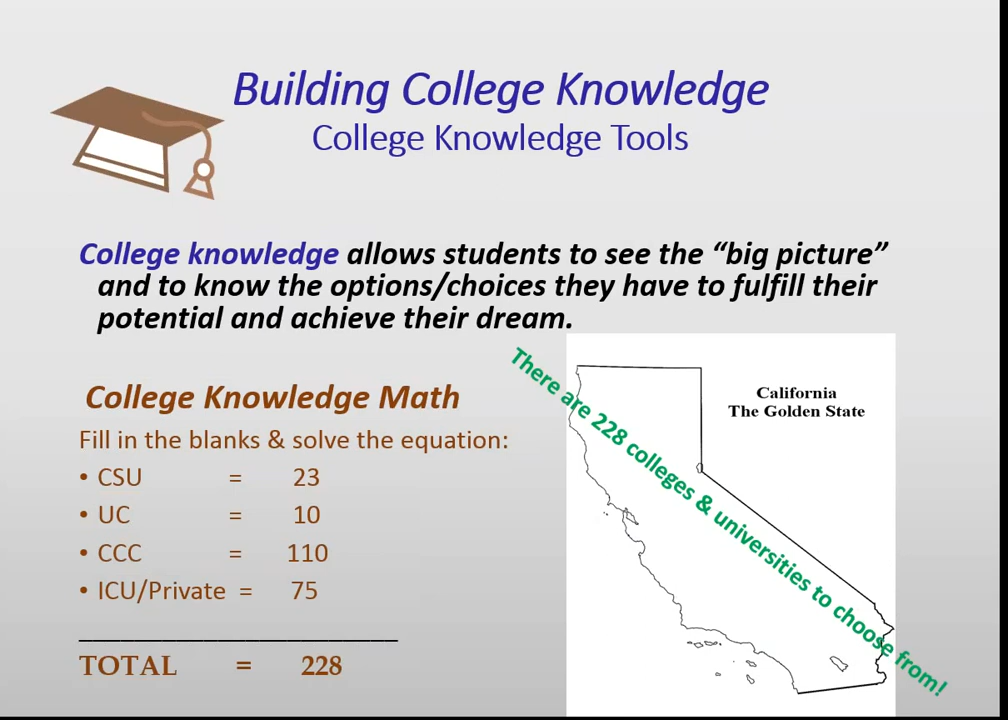 Building College Knowledge
College Knowledge Tools
College knowledge allows students to see the “big picture”
and to know the options/choices they have to fulfill their
potential and achieve their dream.
College Knowledge Math
Fill in the blanks & solve the equation:
• CSU = 23
• UC = 10
• CCC = 110
• ICU/Private = 75
TOTAL = 228
There are 228 colleges & universities to choose from!
California
The Golden State